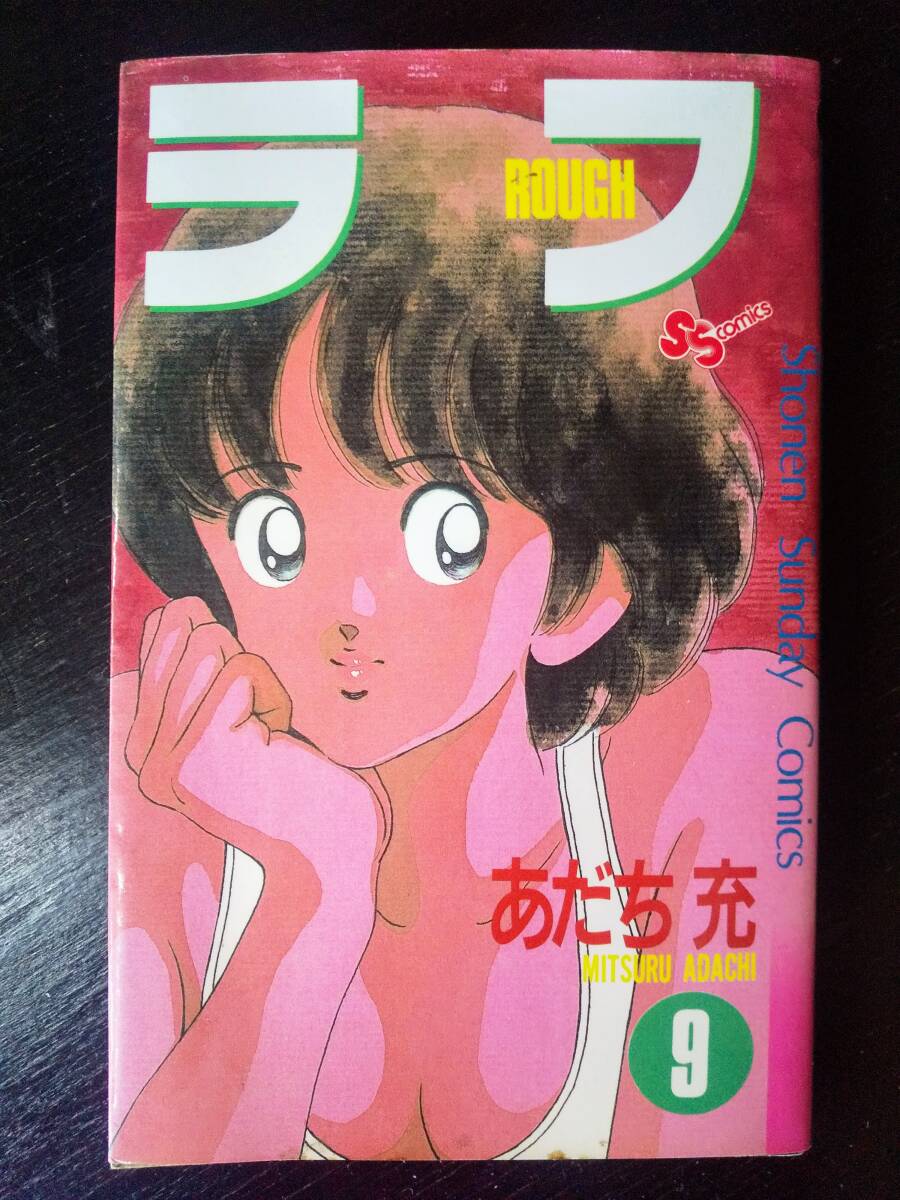 ラフ
ROUGH
SS comics
Shonen Sunday Comics
あだち 充
MITSURU ADACHI
9